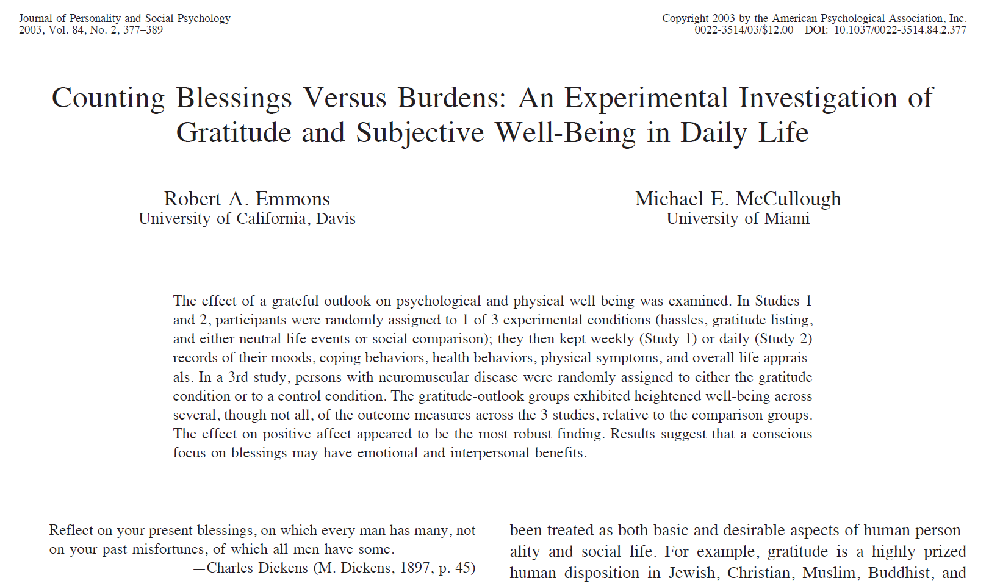 Journal of Personality and Social Psychology
2003, Vol. 84, No. 2, 377–389
Copyright 2003 by the American Psychological Association, Inc.
0022-3514/03/$12.00 DOI: 10.1037/0022-3514.84.2.377
Counting Blessings Versus Burdens: An Experimental Investigation of
Gratitude and Subjective Well-Being in Daily Life
Robert A. Emmons
University of California, Davis
Michael E. McCullough
University of Miami
The effect of a grateful outlook on psychological and physical well-being was examined. In Studies 1
and 2, participants were randomly assigned to 1 of 3 experimental conditions (hassles, gratitude listing,
and either neutral life events or social comparison); they then kept weekly (Study 1) or daily (Study 2)
records of their moods, coping behaviors, health behaviors, physical symptoms, and overall life apprais-
als. In a 3rd study, persons with neuromuscular disease were randomly assigned to either the gratitude
condition or to a control condition. The gratitude-outlook groups exhibited heightened well-being across
several, though not all, of the outcome measures across the 3 studies, relative to the comparison groups.
The effect on positive affect appeared to be the most robust finding. Results suggest that a conscious
focus on blessings may have emotional and interpersonal benefits.
Reflect on your present blessings, on which every man has many, not
on your past misfortunes, of which all men have some.
—Charles Dickens (M. Dickens, 1897, p. 45)
been treated as both basic and desirable aspects of human person-
ality and social life. For example, gratitude is a highly prized
human disposition in Jewish, Christian, Muslim, Buddhist, and